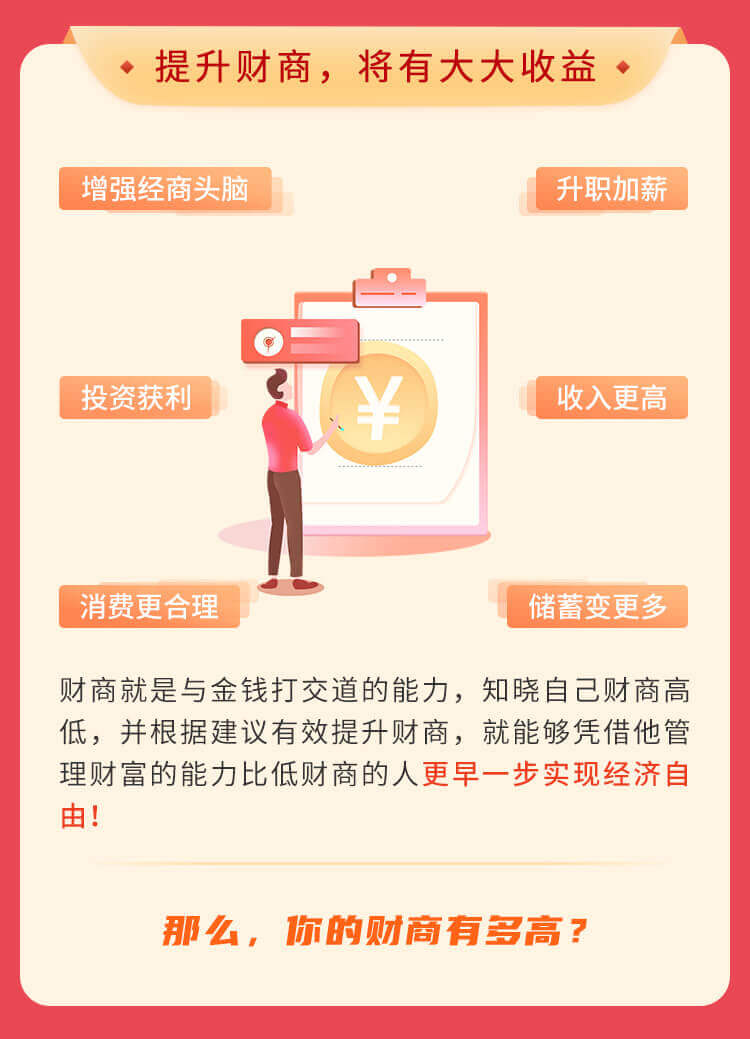 提升财商，将有大大收益
增强经商头脑
升职加薪
¥
投资获利
收入更高
消费更合理
储蓄变更多
财商就是与金钱打交道的能力，知晓自己财商高
低，并根据建议有效提升财商，就能够凭借他管
理财富的能力比低财商的人更早一步实现经济自
由！
那么，你的财商有多高？